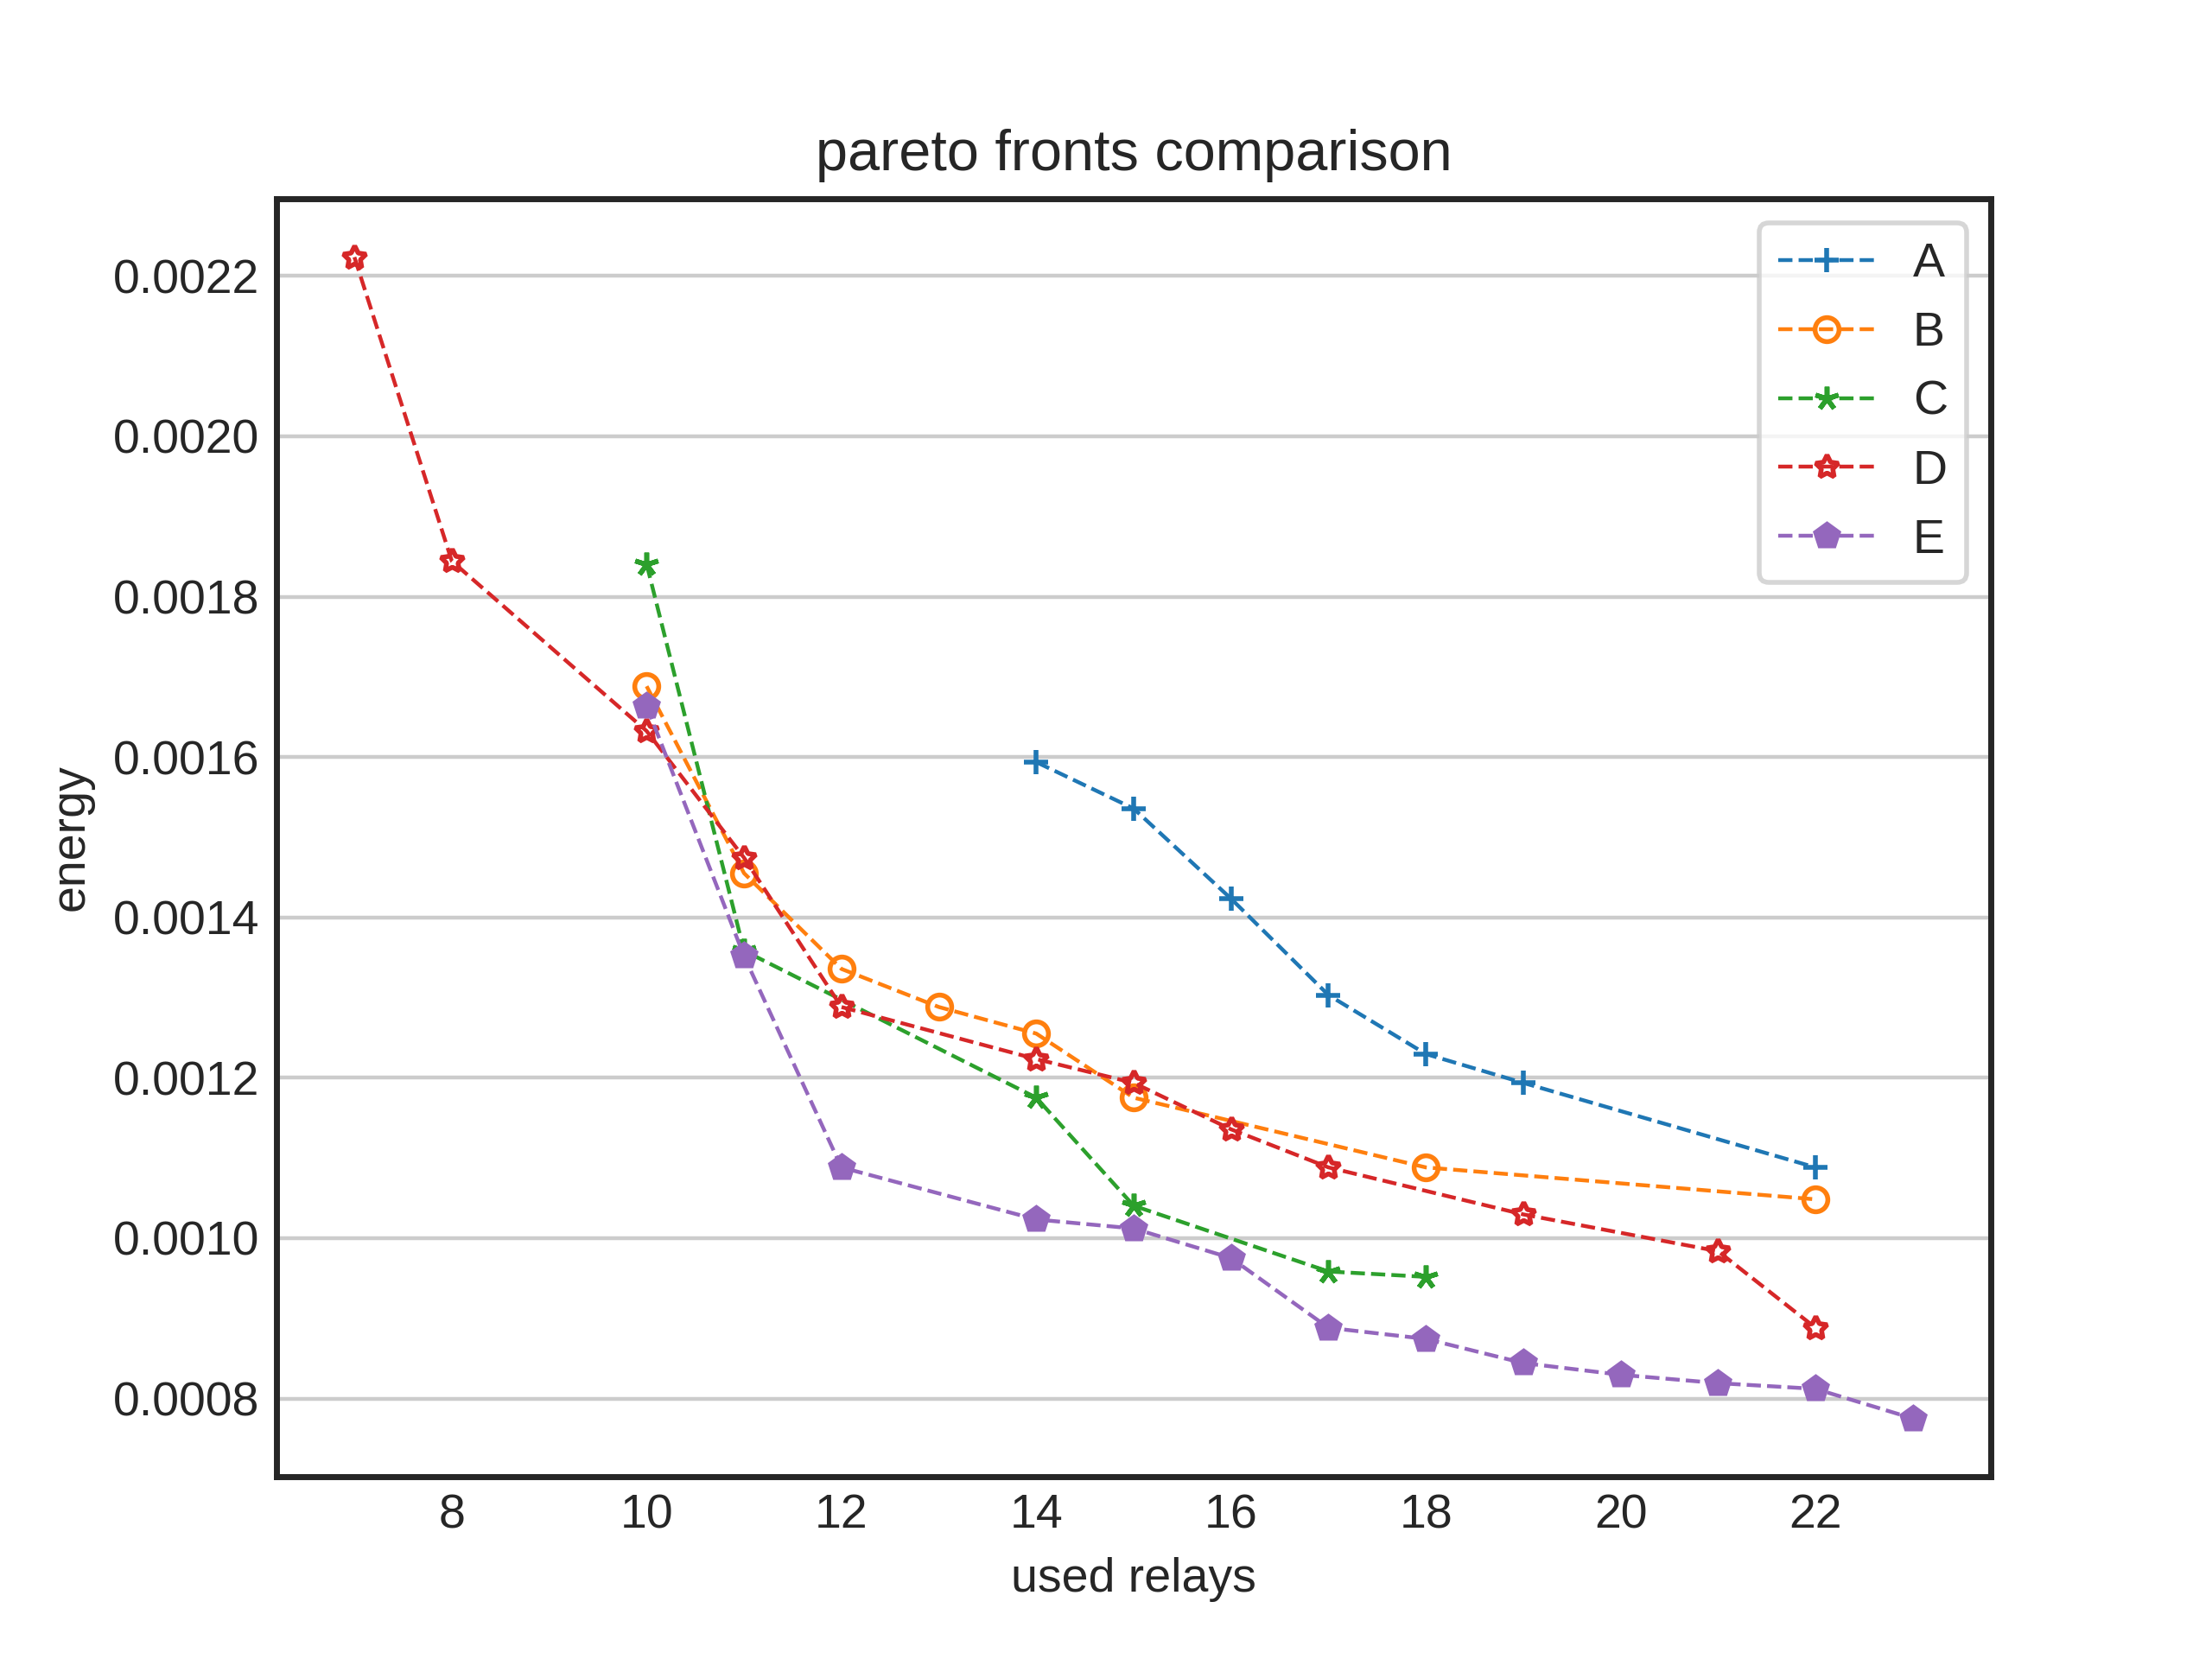 pareto fronts comparison
A
B
C
D
E
energy
0.0022
0.0020
0.0018
0.0016
0.0014
0.0012
0.0010
0.0008
8 10 12 14 16 18 20 22
used relays